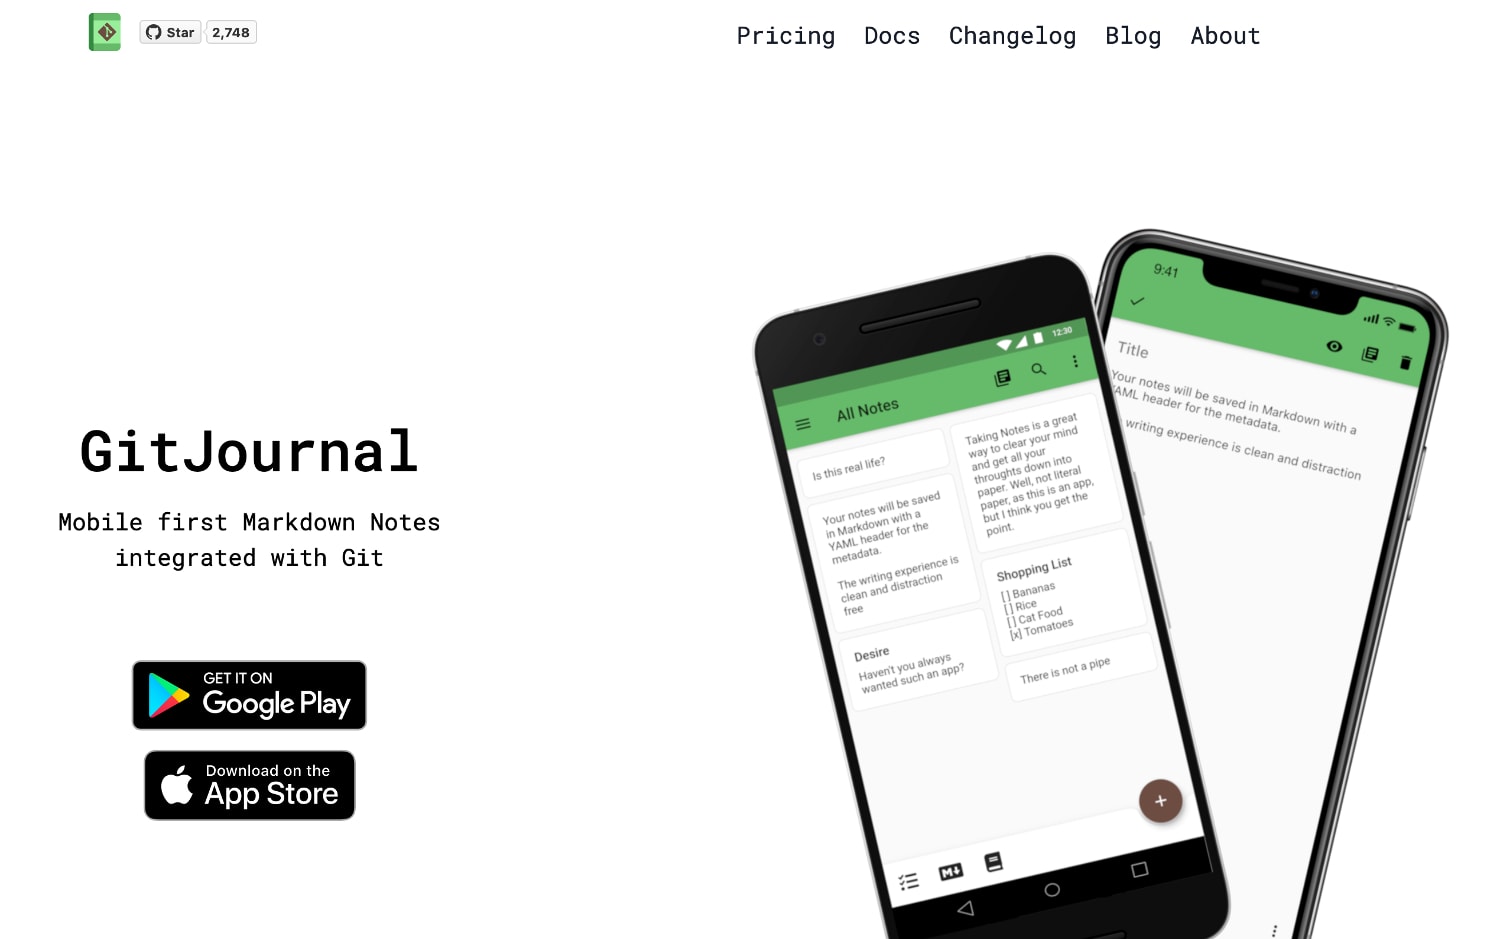 Star
2,748
Pricing
Docs
Changelog
Blog
About
GitJournal
Mobile first Markdown Notes
integrated with Git
GET IT ON
Google Play
Download on the
App Store
12:30
All Notes
Is this real life?
Your notes will be saved
in Markdown with a
YAML header for the
metadata.
The writing experience is
clean and distraction
free
Desire
Haven't you always
wanted such an app?
Taking Notes is a great
way to clear your mind
and get all your
throughts down into
paper. Well, not literal
paper, as this is an app,
but I think you get the
point.
Shopping List
[ ] Bananas
[ ] Rice
[ ] Cat Food
[x] Tomatoes
There is not a pipe
M
9:41
Title
Your notes will be saved in Markdown with a
YAML header for the metadata.
writing experience is clean and distraction